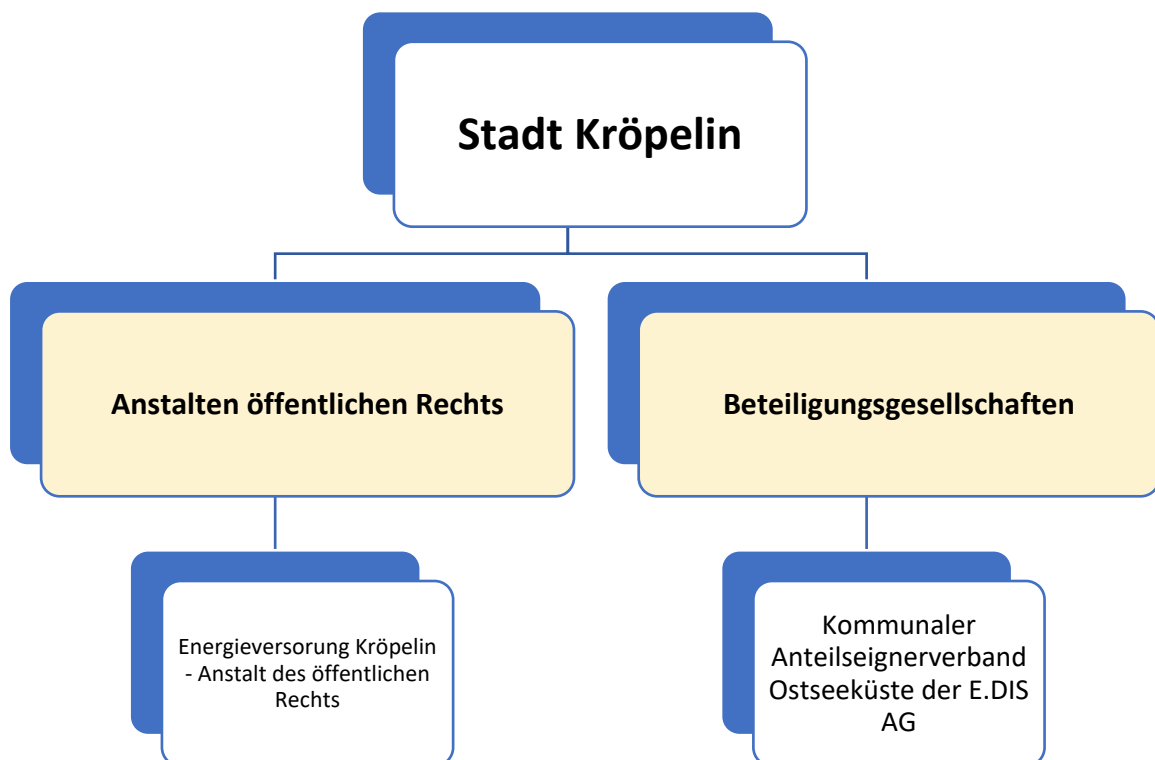 Stadt Kröpelin
Anstalten öffentlichen Rechts
Beteiligungsgesellschaften
Energieversorung Kröpelin
- Anstalt des öffentlichen
Rechts
Kommunaler
Anteilseignerverband
Ostseeküste der E.DIS
AG